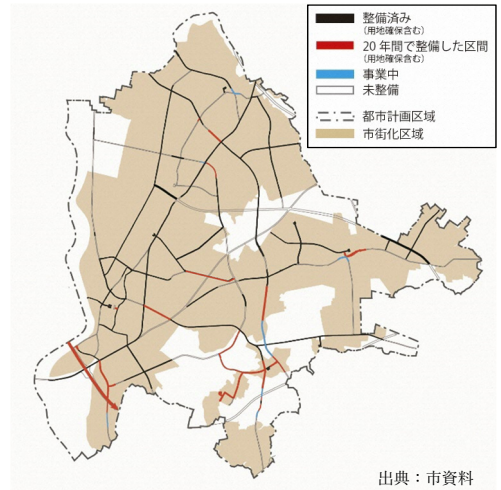 整備済み
（用地確保含む）
20年間で整備した区間
（用地確保含む）
事業中
未整備
都市計画区域
市街化区域
出典：市資料